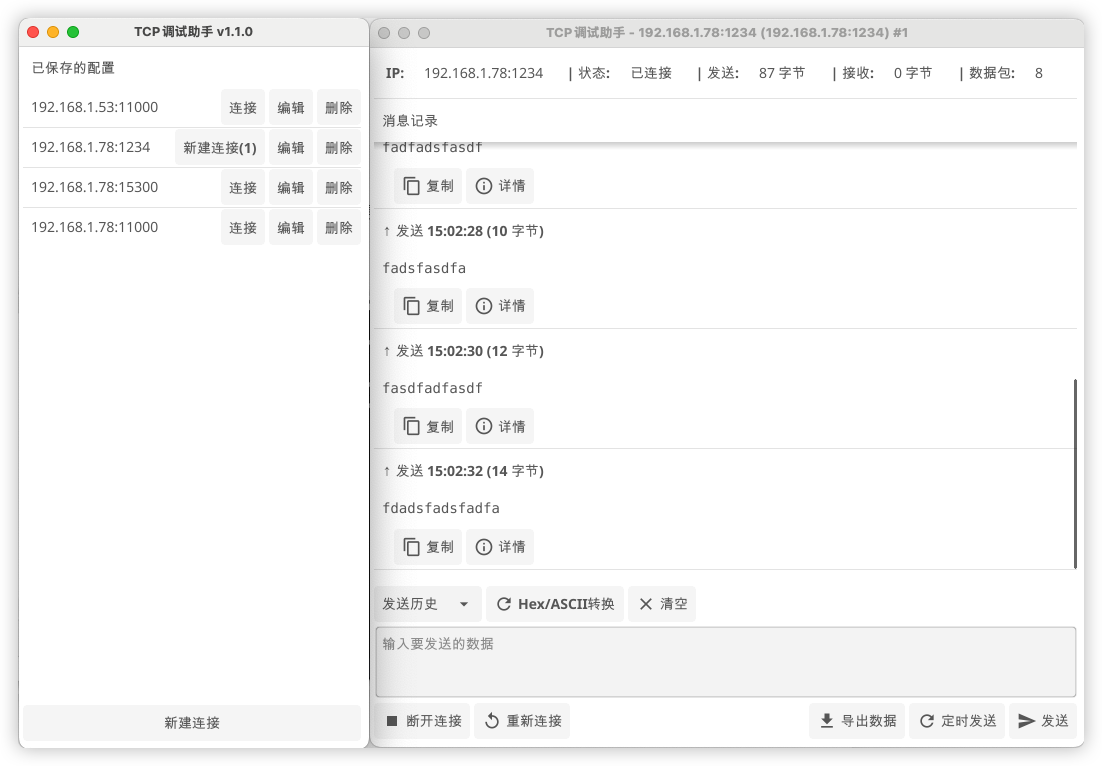 TCP 调试助手 v1.1.0
已保存的配置
192.168.1.53:11000 连接 编辑 删除
192.168.1.78:1234 新建连接(1) 编辑 删除
192.168.1.78:15300 连接 编辑 删除
192.168.1.78:11000 连接 编辑 删除
新建连接
TCP 调试助手 - 192.168.1.78:1234 (192.168.1.78:1234) #1
IP: 192.168.1.78:1234 | 状态: 已连接 | 发送: 87 字节 | 接收: 0 字节 | 数据包: 8
消息记录
fadfadsfasdf
复制 详情
↑ 发送 15:02:28 (10 字节)
fadsfasdfa
复制 详情
↑ 发送 15:02:30 (12 字节)
fasdfadfasdf
复制 详情
↑ 发送 15:02:32 (14 字节)
fdadsfadsfadfa
复制 详情
发送历史 Hex/ASCII转换 清空
输入要发送的数据
断开连接 重新连接 导出数据 定时发送 发送